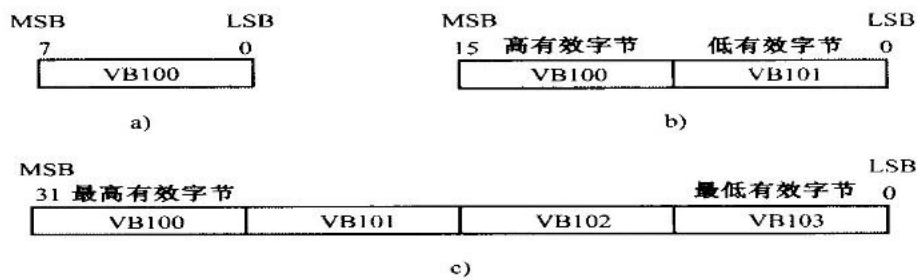 MSB LSB MSB LSB
7 0 15 高有效字节 低有效字节 0
VB100 VB100 VB101
a) b)
MSB LSB
31 最高有效字节 最低有效字节 0
VB100 VB101 VB102 VB103
c)